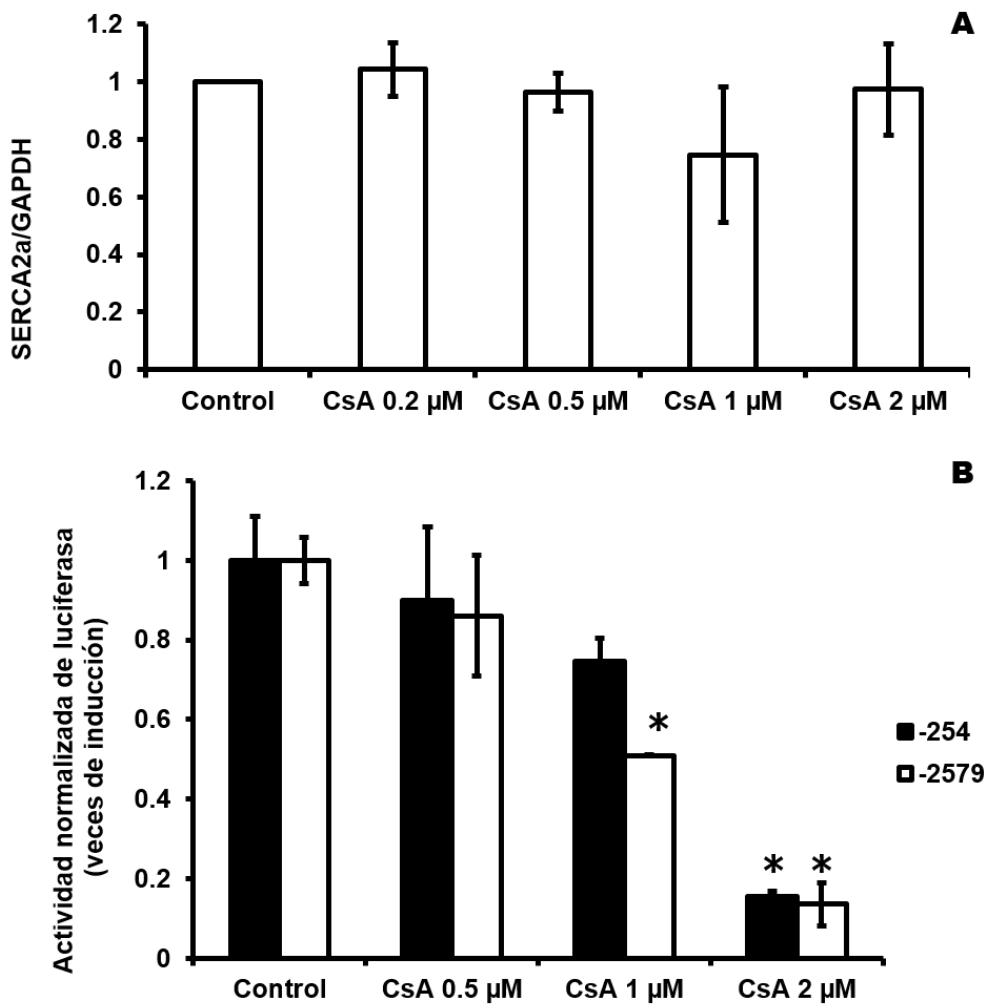 A
SERCA2a/GAPDH
1.2
1
0.8
0.6
0.4
0.2
0
Control CsA 0.2 µM CsA 0.5 µM CsA 1 µM CsA 2 µM
B
Actividad normalizada de luciferasa
(veces de inducción)
1.2
1
0.8
0.6
0.4
0.2
0
*
* *
-254
-2579
Control CsA 0.5 µM CsA 1 µM CsA 2 µM